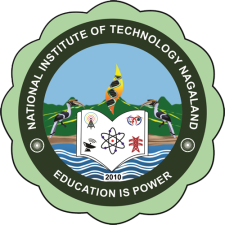 NATIONAL INSTITUTE OF TECHNOLOGY NAGALAND
2010
EDUCATION IS POWER